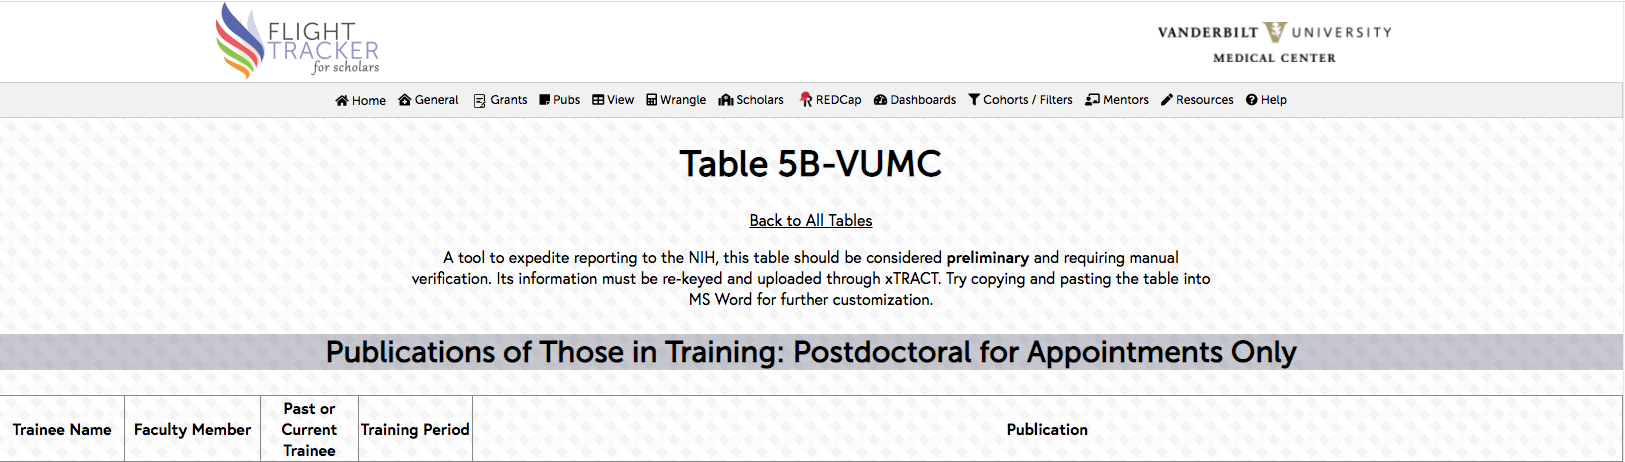 FLIGHT
TRACKER
for scholars
VANDERBILT UNIVERSITY
MEDICAL CENTER
Home General Grants Pubs View Wrangle Scholars REDCap Dashboards Cohorts / Filters Mentors Resources Help
Table 5B-VUMC
Back to All Tables
A tool to expedite reporting to the NIH, this table should be considered preliminary and requiring manual
verification. Its information must be re-keyed and uploaded through xTRACT. Try copying and pasting the table into
MS Word for further customization.
Publications of Those in Training: Postdoctoral for Appointments Only
Trainee Name
Faculty Member
Past or
Current
Trainee
Training Period
Publication